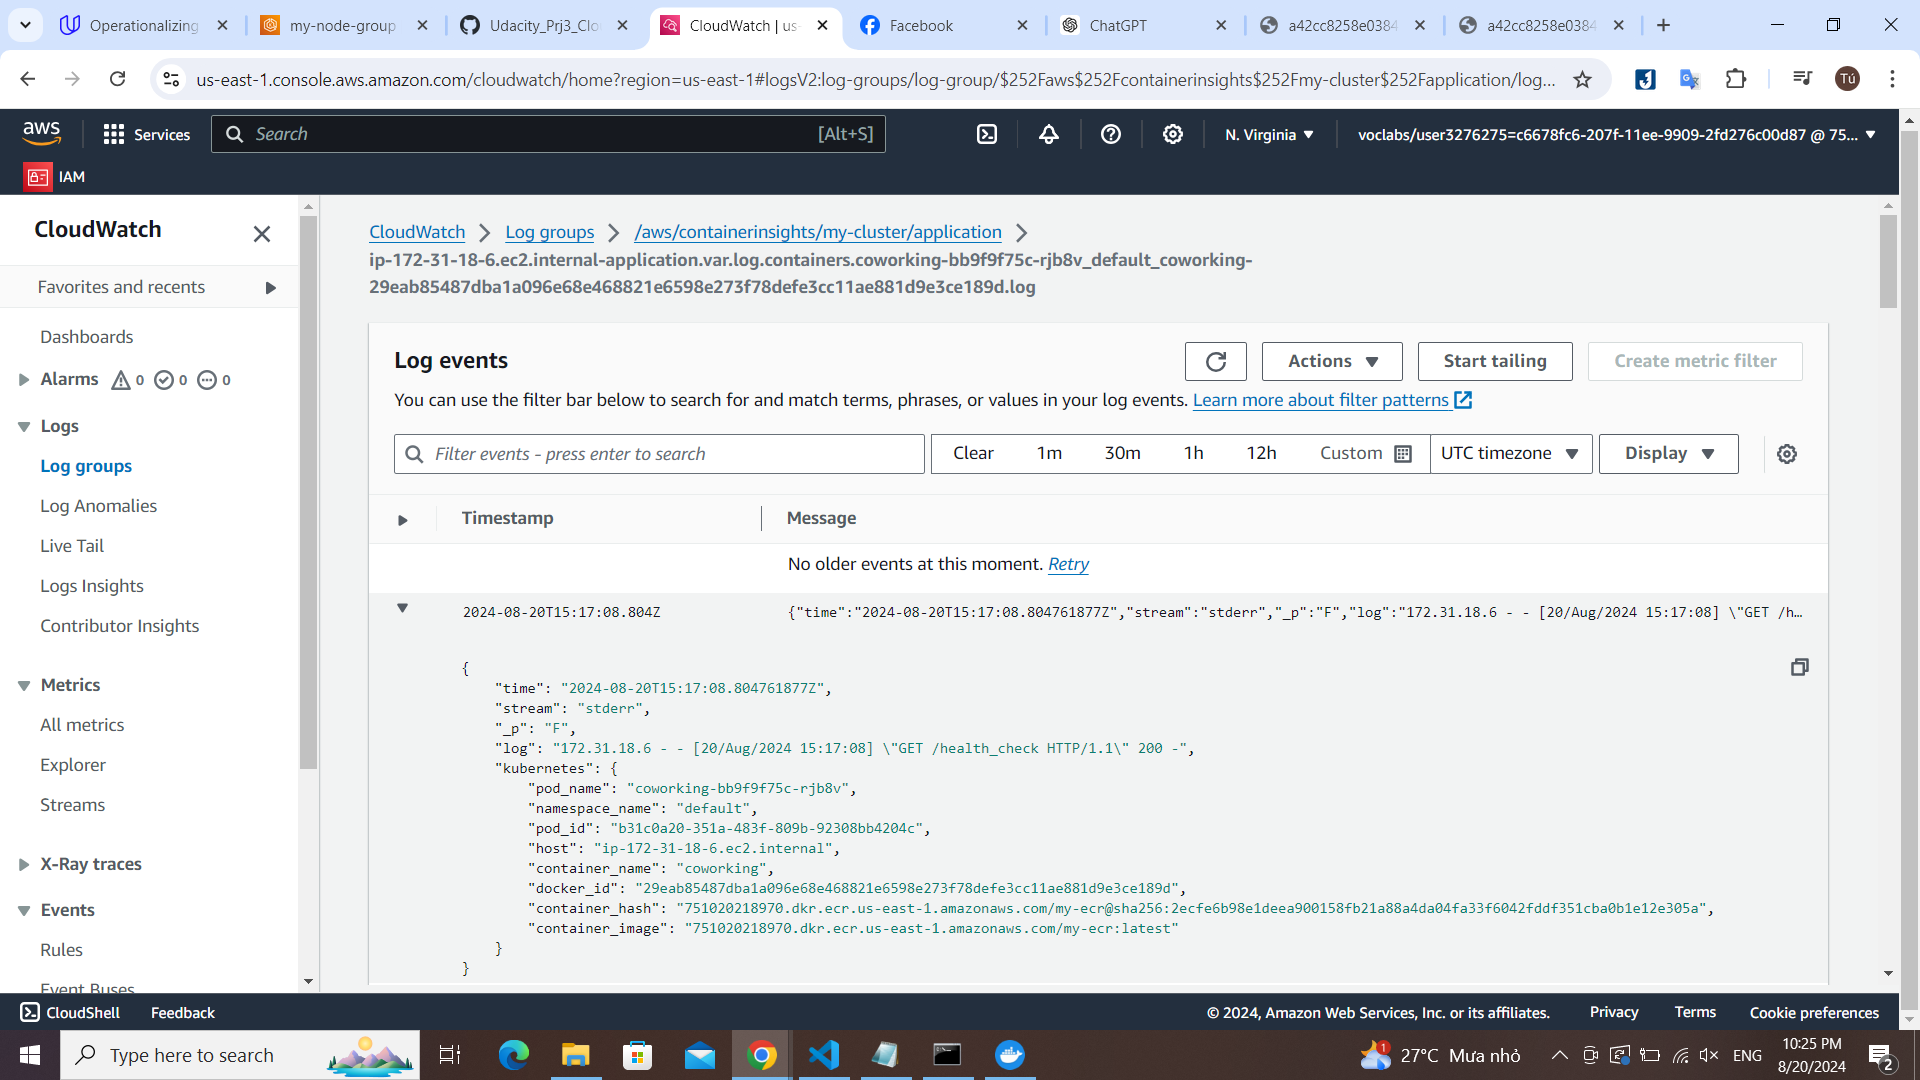 Operationalizing
my-node-group
Udacity_Prj3_Clo
CloudWatch | us-
Facebook
ChatGPT
a42cc8258e0384
a42cc8258e0384
us-east-1.console.aws.amazon.com/cloudwatch/home?region=us-east-1#logsV2:log-groups/log-group/$252Faws$252Fcontainerinsights$252Fmy-cluster$252Fapplication/log...
Tú
aws
Services
Search
[Alt+S]
N. Virginia
voclabs/user3276275=c6678fc6-207f-11ee-9909-2fd276c00d87 @ 75...
IAM
CloudWatch
Favorites and recents
Dashboards
Alarms 0 0 0
Logs
Log groups
Log Anomalies
Live Tail
Logs Insights
Contributor Insights
Metrics
All metrics
Explorer
Streams
X-Ray traces
Events
Rules
Event Buses
CloudWatch
Log groups
/aws/containerinsights/my-cluster/application
ip-172-31-18-6.ec2.internal-application.var.log.containers.coworking-bb9f9f75c-rjb8v_default_coworking-
29eab85487dba1a096e68e468821e6598e273f78defe3cc11ae881d9e3ce189d.log
Log events
Actions
Start tailing
Create metric filter
You can use the filter bar below to search for and match terms, phrases, or values in your log events. Learn more about filter patterns
Filter events - press enter to search
Clear
1m
30m
1h
12h
Custom
UTC timezone
Display
Timestamp
Message
No older events at this moment. Retry
2024-08-20T15:17:08.804Z
{"time":"2024-08-20T15:17:08.804761877Z","stream":"stderr","_p":"F","log":"172.31.18.6 - - [20/Aug/2024 15:17:08] \"GET /h...
{
"time": "2024-08-20T15:17:08.804761877Z",
"stream": "stderr",
"_p": "F",
"log": "172.31.18.6 - - [20/Aug/2024 15:17:08] \"GET /health_check HTTP/1.1\" 200 -",
"kubernetes": {
"pod_name": "coworking-bb9f9f75c-rjb8v",
"namespace_name": "default",
"pod_id": "b31c0a20-351a-483f-809b-92308bb4204c",
"host": "ip-172-31-18-6.ec2.internal",
"container_name": "coworking",
"docker_id": "29eab85487dba1a096e68e468821e6598e273f78defe3cc11ae881d9e3ce189d",
"container_hash": "751020218970.dkr.ecr.us-east-1.amazonaws.com/my-ecr@sha256:2ecfe6b98e1deea900158fb21a88a4da04fa33f6042fddf351cba0b1e12e305a",
"container_image": "751020218970.dkr.ecr.us-east-1.amazonaws.com/my-ecr:latest"
}
}
CloudShell
Feedback
© 2024, Amazon Web Services, Inc. or its affiliates.
Privacy
Terms
Cookie preferences
Type here to search
1
27°C Mưa nhỏ
ENG
10:25 PM
8/20/2024
2